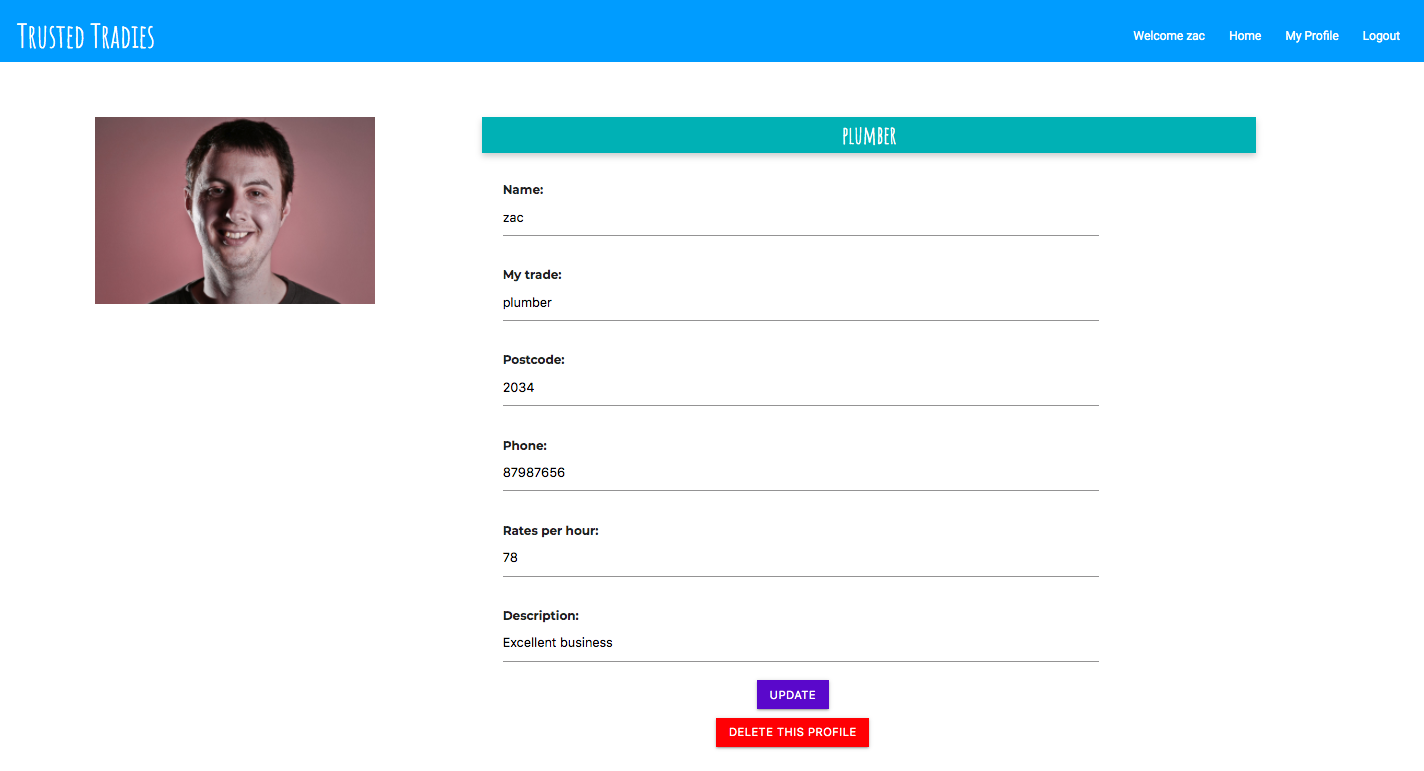 Trusted Tradies
Welcome zac Home My Profile Logout
plumber
Name:
zac
My trade:
plumber
Postcode:
2034
Phone:
87987656
Rates per hour:
78
Description:
Excellent business
UPDATE
DELETE THIS PROFILE